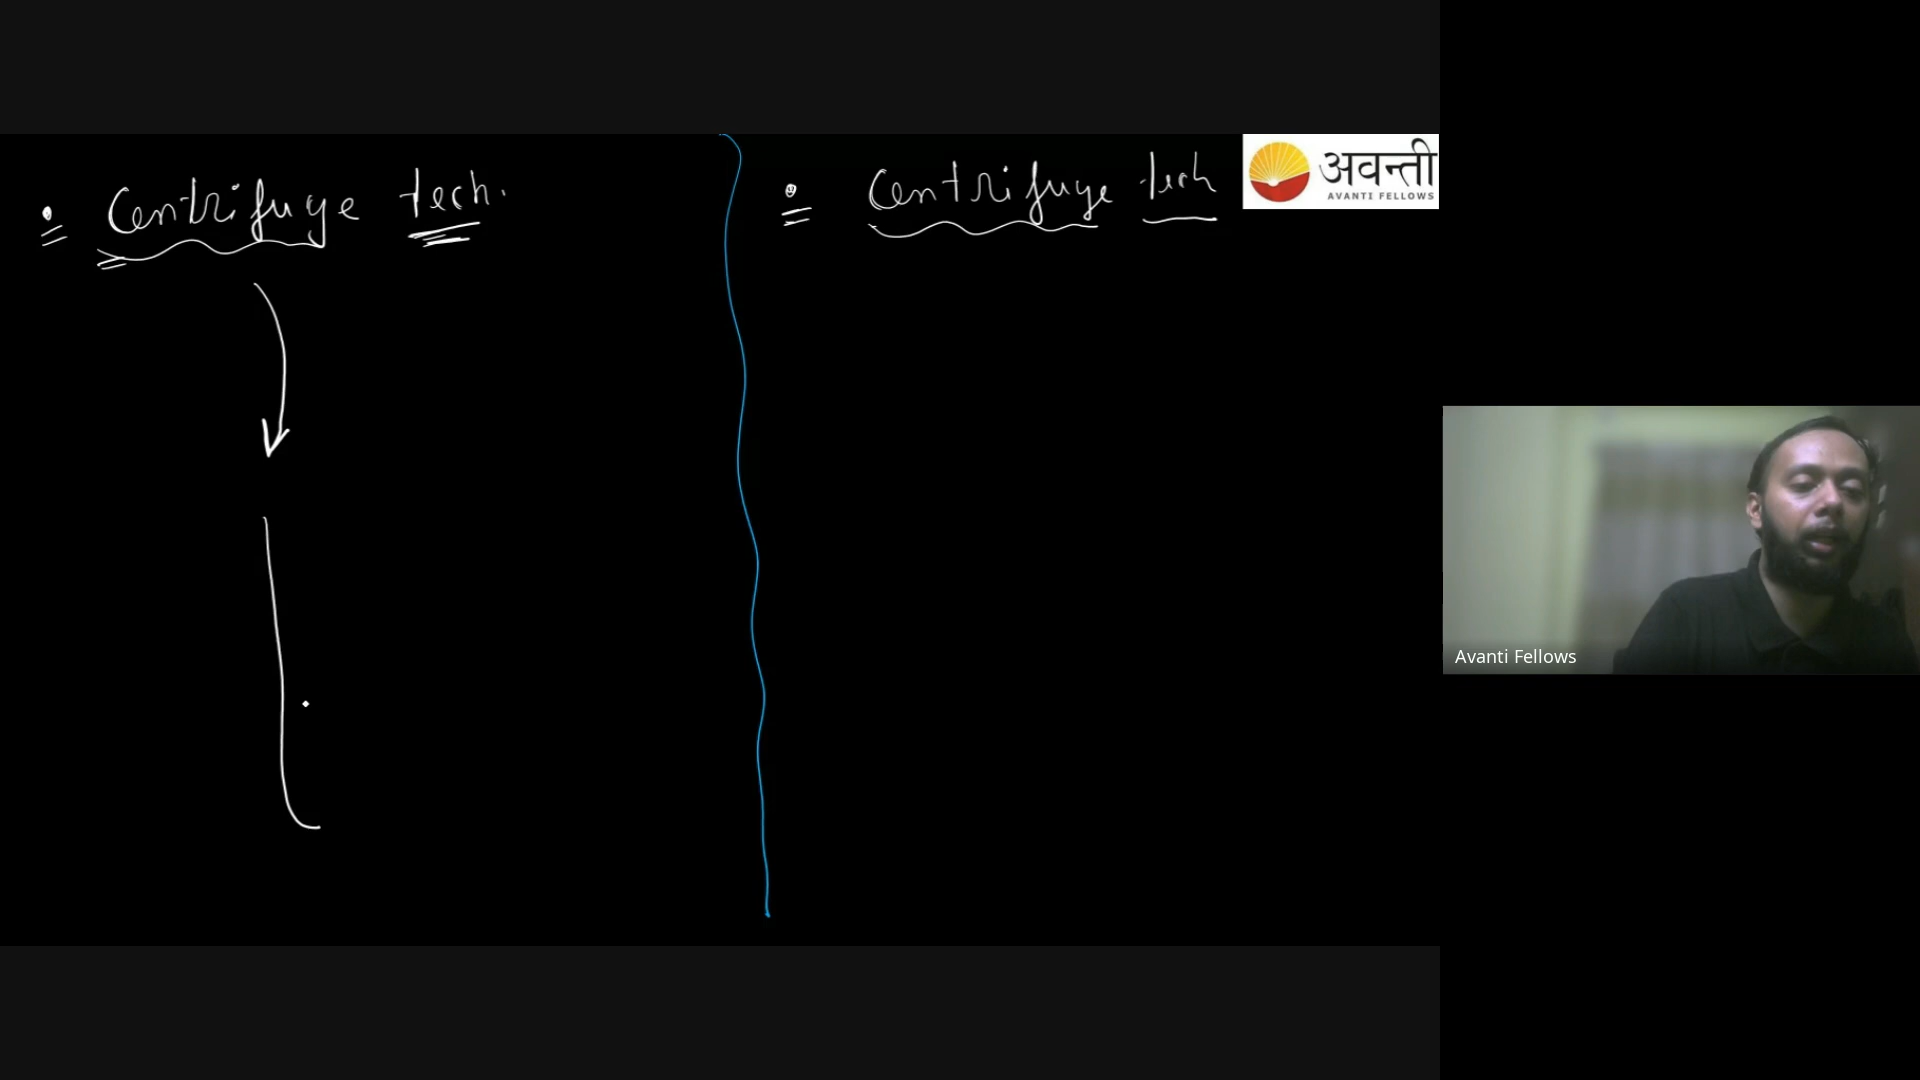 Centrifuge tech.
Centrifuge tech
अवन्ती
AVANTI FELLOWS
Avanti Fellows